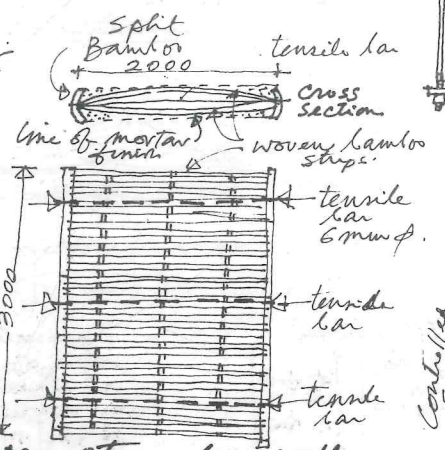 Split
Bamboo
2000
tensile bar
cross
section
line of mortar
finish
woven bamboo
strips.
tensile
bar
6mm φ.
3000
tensile
bar
tensile
bar
Controlled